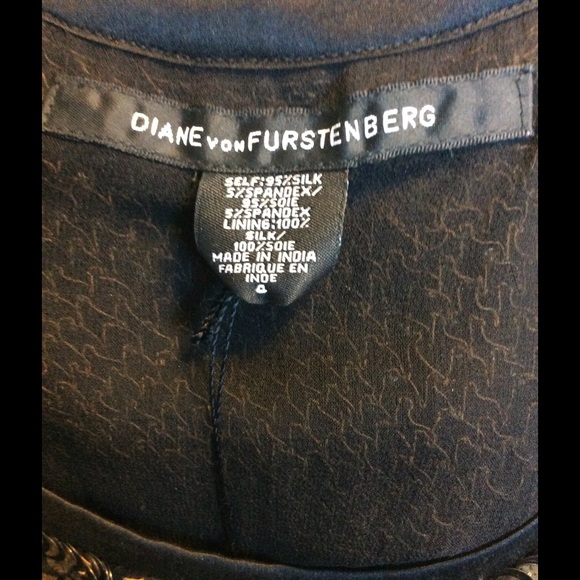 DIANE VON FURSTENBERG
SELF:95%SILK
5%SPANDEX/
95%SOIE
5%SPANDEX
LINING:100%
SILK/
100%SOIE
MADE IN INDIA
FABRIQUE EN
INDE